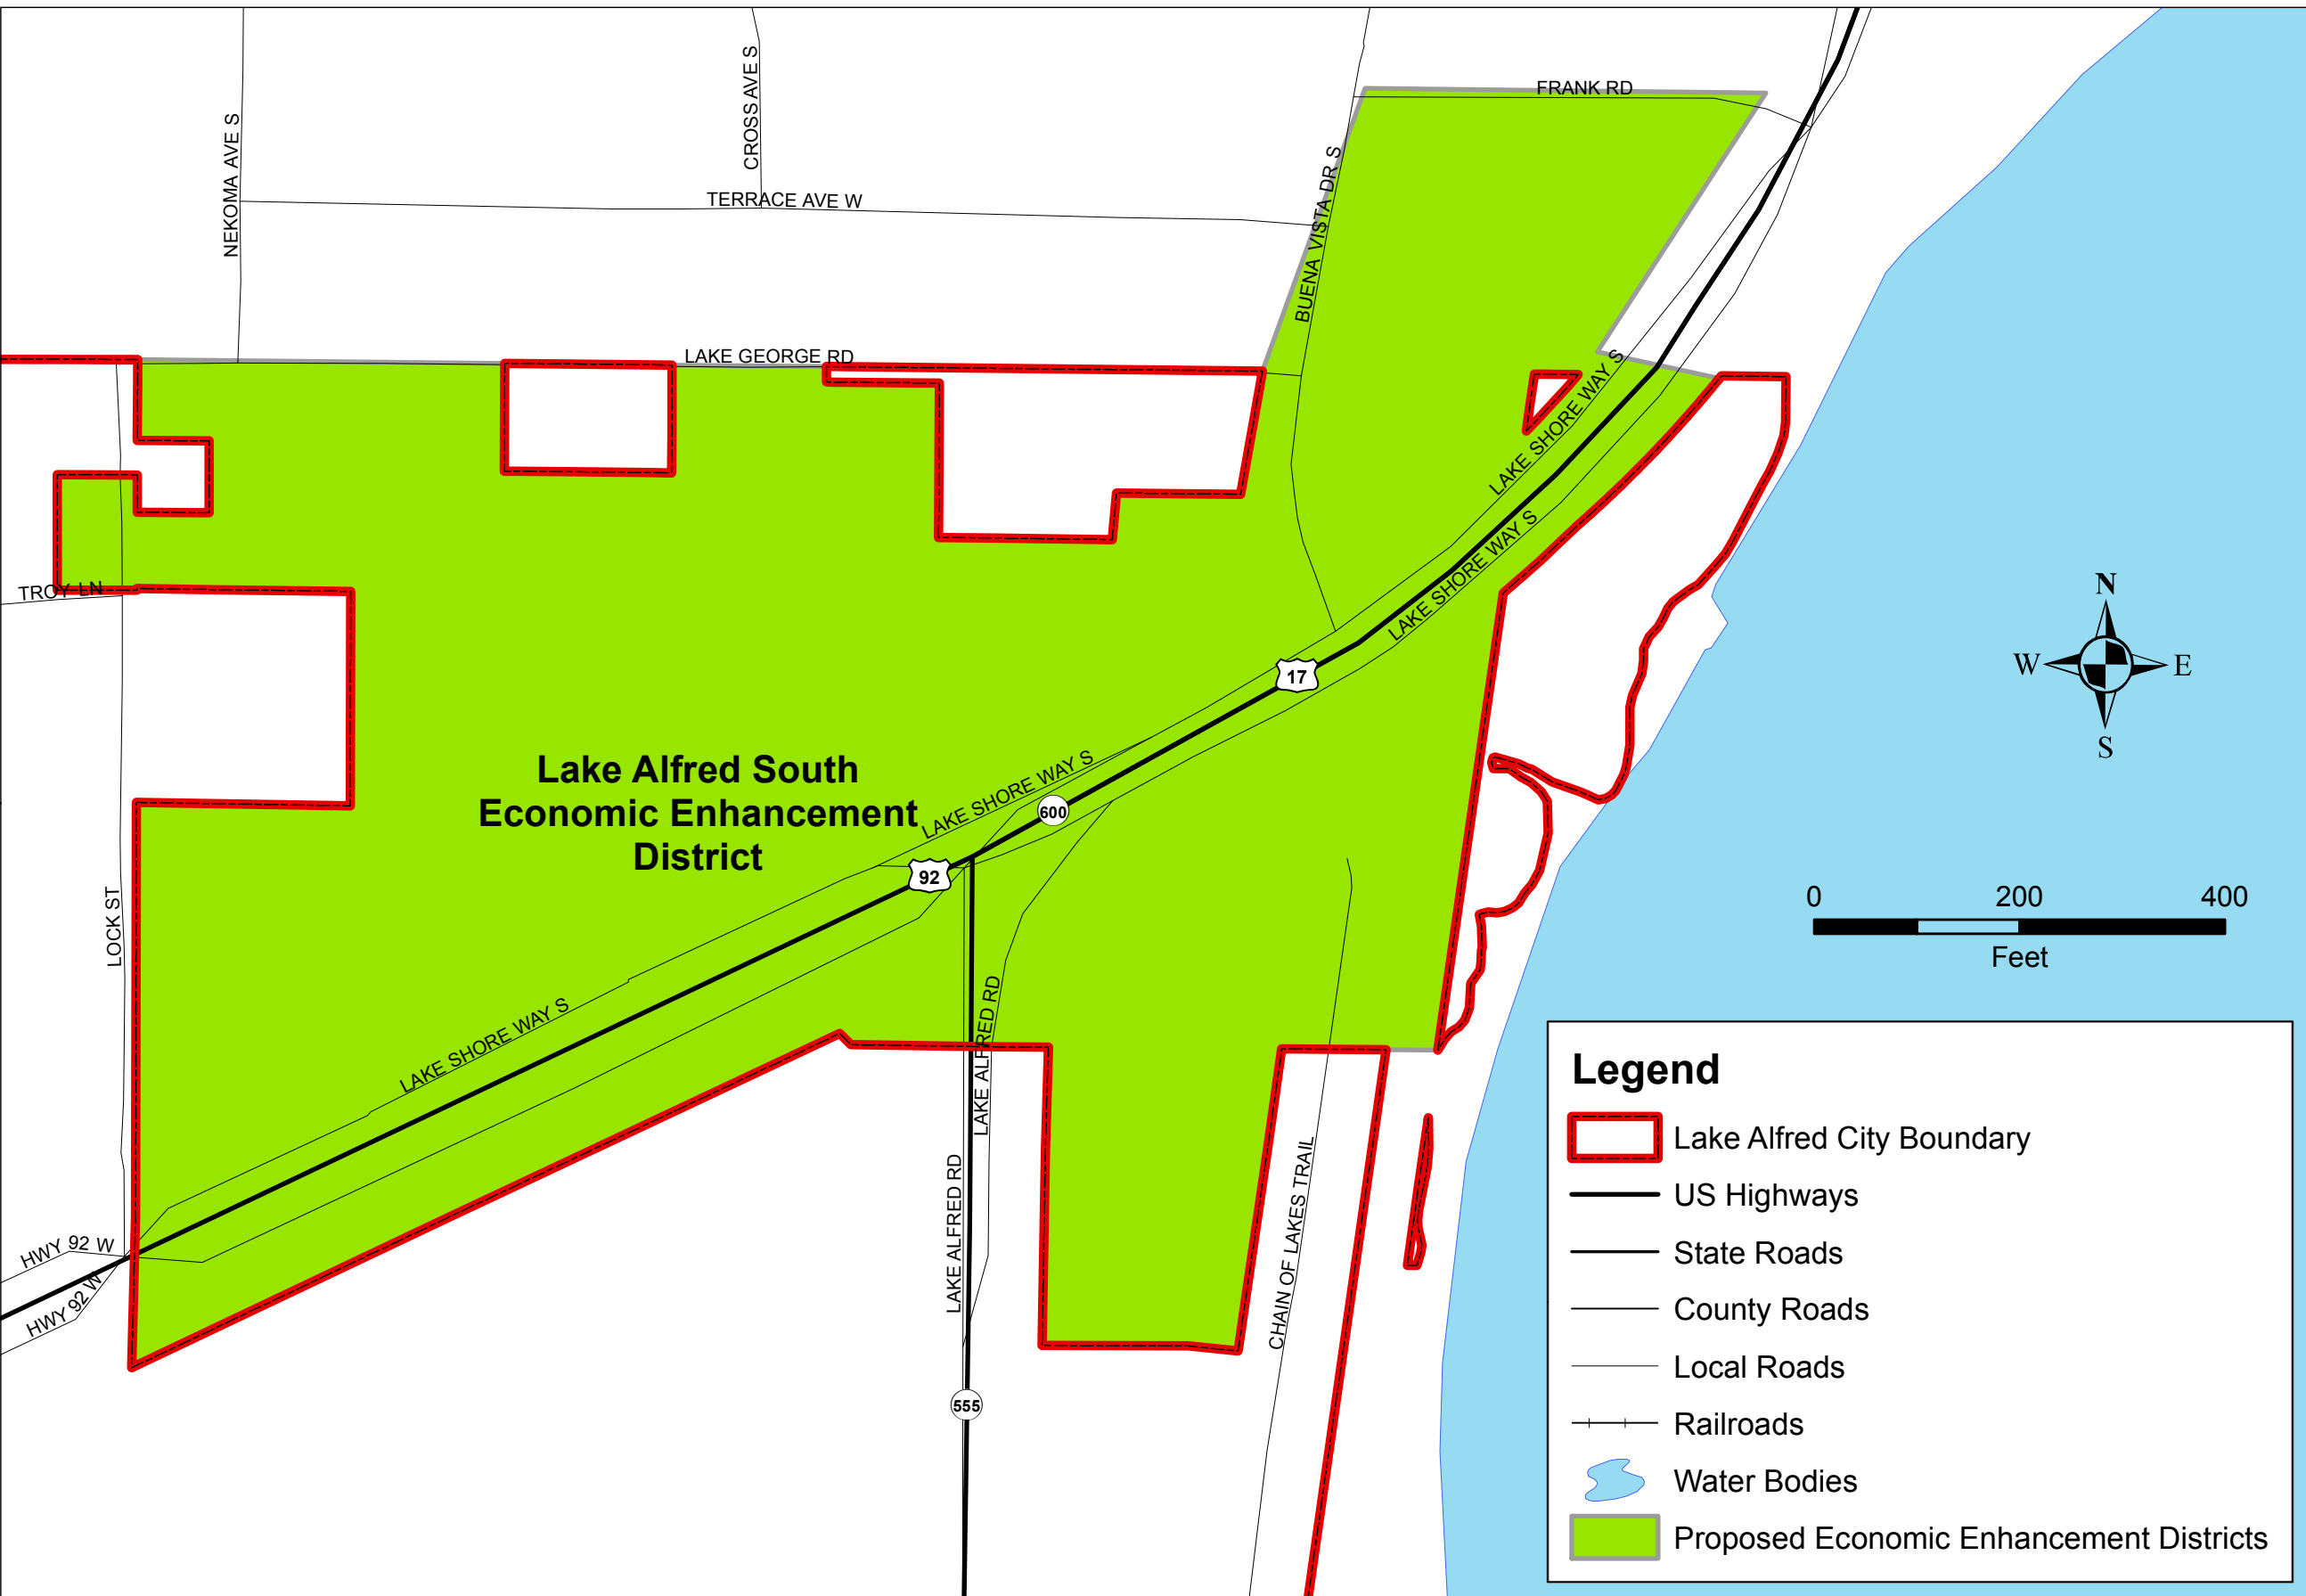 FRANK RD
CROSS AVE S
NEKOMA AVE S
TERRACE AVE W
BUENA VISTA DR S
LAKE GEORGE RD
LAKE SHORE WAY S
LAKE SHORE WAY S
TROY LN
N
W
E
S
17
Lake Alfred South
Economic Enhancement
District
LAKE SHORE WAY S
600
92
LOCK ST
0
200
400
Feet
LAKE SHORE WAY S
LAKE ALFRED RD
LAKE ALFRED RD
CHAIN OF LAKES TRAIL
HWY 92 W
HWY 92 W
555
Legend
Lake Alfred City Boundary
US Highways
State Roads
County Roads
Local Roads
Railroads
Water Bodies
Proposed Economic Enhancement Districts